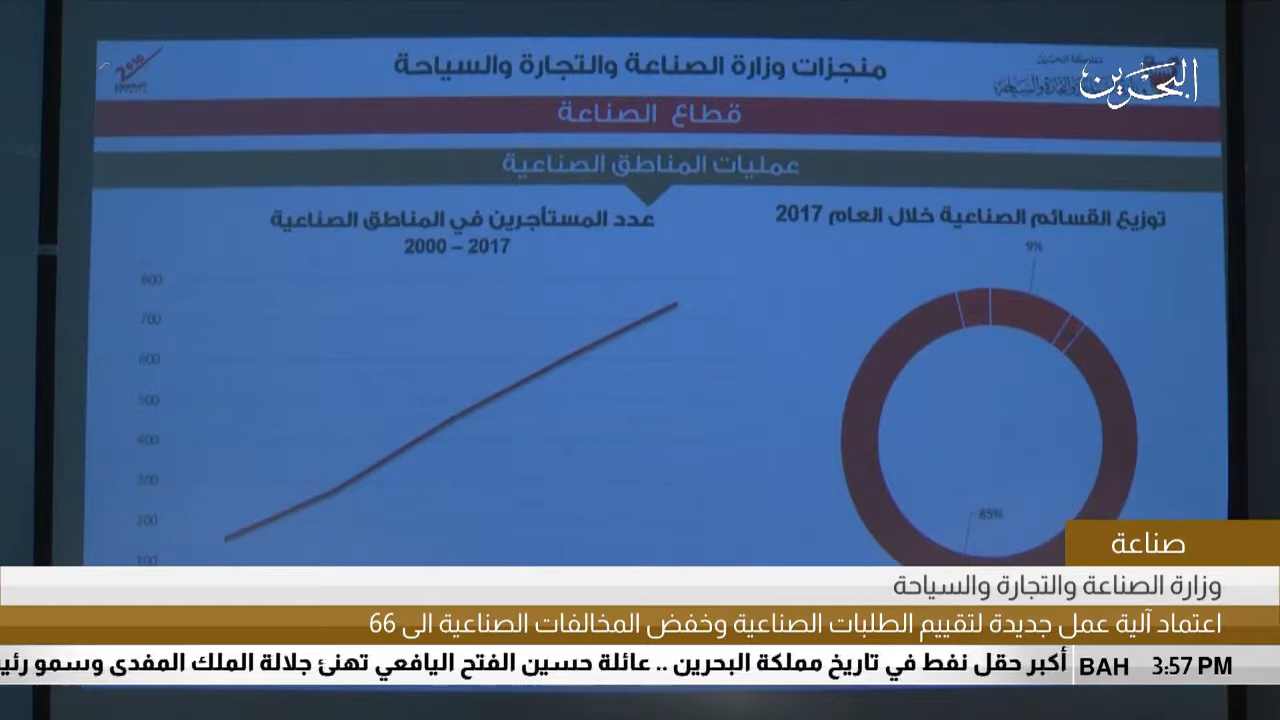 البحرين
منجزات وزارة الصناعة والتجارة والسياحة
قطاع الصناعة
عمليات المناطق الصناعية
توزيع القسائم الصناعية خلال العام 2017
9%
85%
عدد المستأجرين في المناطق الصناعية
2000 – 2017
800
700
600
500
400
300
200
100
صناعة
وزارة الصناعة والتجارة والسياحة
اعتماد آلية عمل جديدة لتقييم الطلبات الصناعية وخفض المخالفات الصناعية الى 66
أكبر حقل نفط في تاريخ مملكة البحرين .. عائلة حسين الفتح اليافعي تهنئ جلالة الملك المفدى وسمو رئي
BAH 3:57 PM